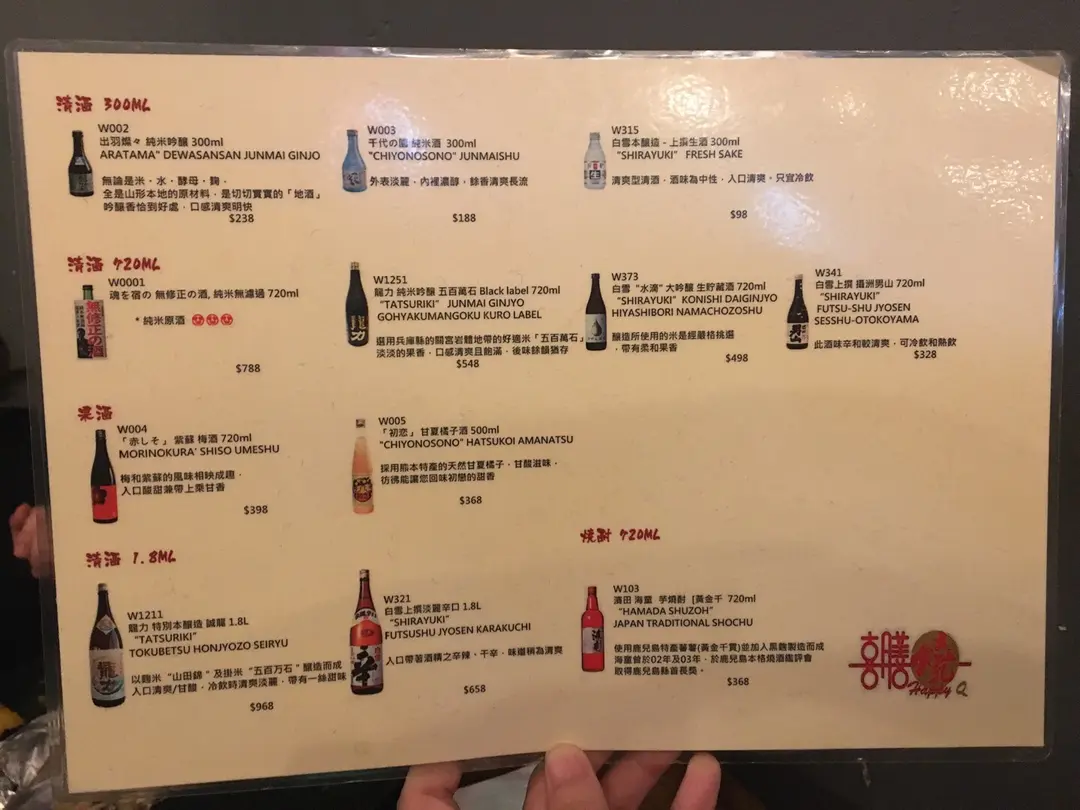 清酒 300ML
W002
出羽燦々 純米吟釀 300ml
ARATAMA" DEWASANSAN JUNMAI GINJO
無論是米・水・酵母・麴・
全是山形本地的原材料，是切切實實的「地酒」
吟釀香恰到好處，口感清爽明快
$238
W003
千代の園 純米酒 300ml
"CHIYONOSONO" JUNMAISHU
外表淡麗，內裡濃醇，餘香清爽長流
$188
W315
白雪本釀造 - 上撰生酒 300ml
"SHIRAYUKI" FRESH SAKE
清爽型清酒，酒味為中性，入口清爽。只宜冷飲
$98
清酒 720ML
W0001
魂を宿の 無修正の酒, 純米無濾過 720ml
* 純米原酒
$788
W1251
龍力 純米吟釀 五百萬石 Black label 720ml
"TATSURIKI" JUNMAI GINJYO
GOHYAKUMANGOKU KURO LABEL
選用兵庫縣的關宮岩體地帶的好適米「五百萬石」
淡淡的果香，口感清爽且飽滿，後味餘韻猶存
$548
W373
白雪 "水滴" 大吟釀 生貯藏酒 720ml
"SHIRAYUKI" KONISHI DAIGINJYO
HIYASHIBORI NAMACHOZOSHU
釀造所使用的米是經嚴格挑選
，帶有柔和果香
$498
W341
白雪上撰 攝洲男山 720ml
"SHIRAYUKI"
FUTSU-SHU JYOSEN
SESSHU-OTOKOYAMA
此酒味辛和較清爽，可冷飲和熱飲
$328
果酒
W004
「赤しそ」 紫蘇 梅酒 720ml
MORINOKURA' SHISO UMESHU
梅和紫蘇的風味相映成趣，
入口酸甜兼帶上乘甘香
$398
W005
「初恋」 甘夏橘子酒 500ml
"CHIYONOSONO" HATSUKOI AMANATSU
採用熊本特產的天然甘夏橘子，甘酸滋味，
彷彿能讓您回味初戀的甜香
$368
清酒 1.8ML
W1211
龍力 特別本釀造 誠龍 1.8L
"TATSURIKI"
TOKUBETSU HONJYOZO SEIRYU
以麴米 "山田錦" 及掛米 "五百万石" 釀造而成
入口清爽/甘醋，冷飲時清爽淡麗，帶有一絲甜味
$968
W321
白雪上撰淡麗辛口 1.8L
"SHIRAYUKI"
FUTSUSHU JYOSEN KARAKUCHI
入口帶著酒精之辛辣、干辛，味道稱為清爽
$658
燒酎 720ML
W103
濵田 海童 芋燒酎 [黃金千 720ml
"HAMADA SHUZOH"
JAPAN TRADITIONAL SHOCHU
使用鹿兒島特產蕃薯(黃金千貫)並加入黑麴製造而成
海童曾於02年及03年，於鹿兒島本格燒酒鑑評會
取得鹿兒島縣首長獎。
$368
囍膳燒
Happy Q